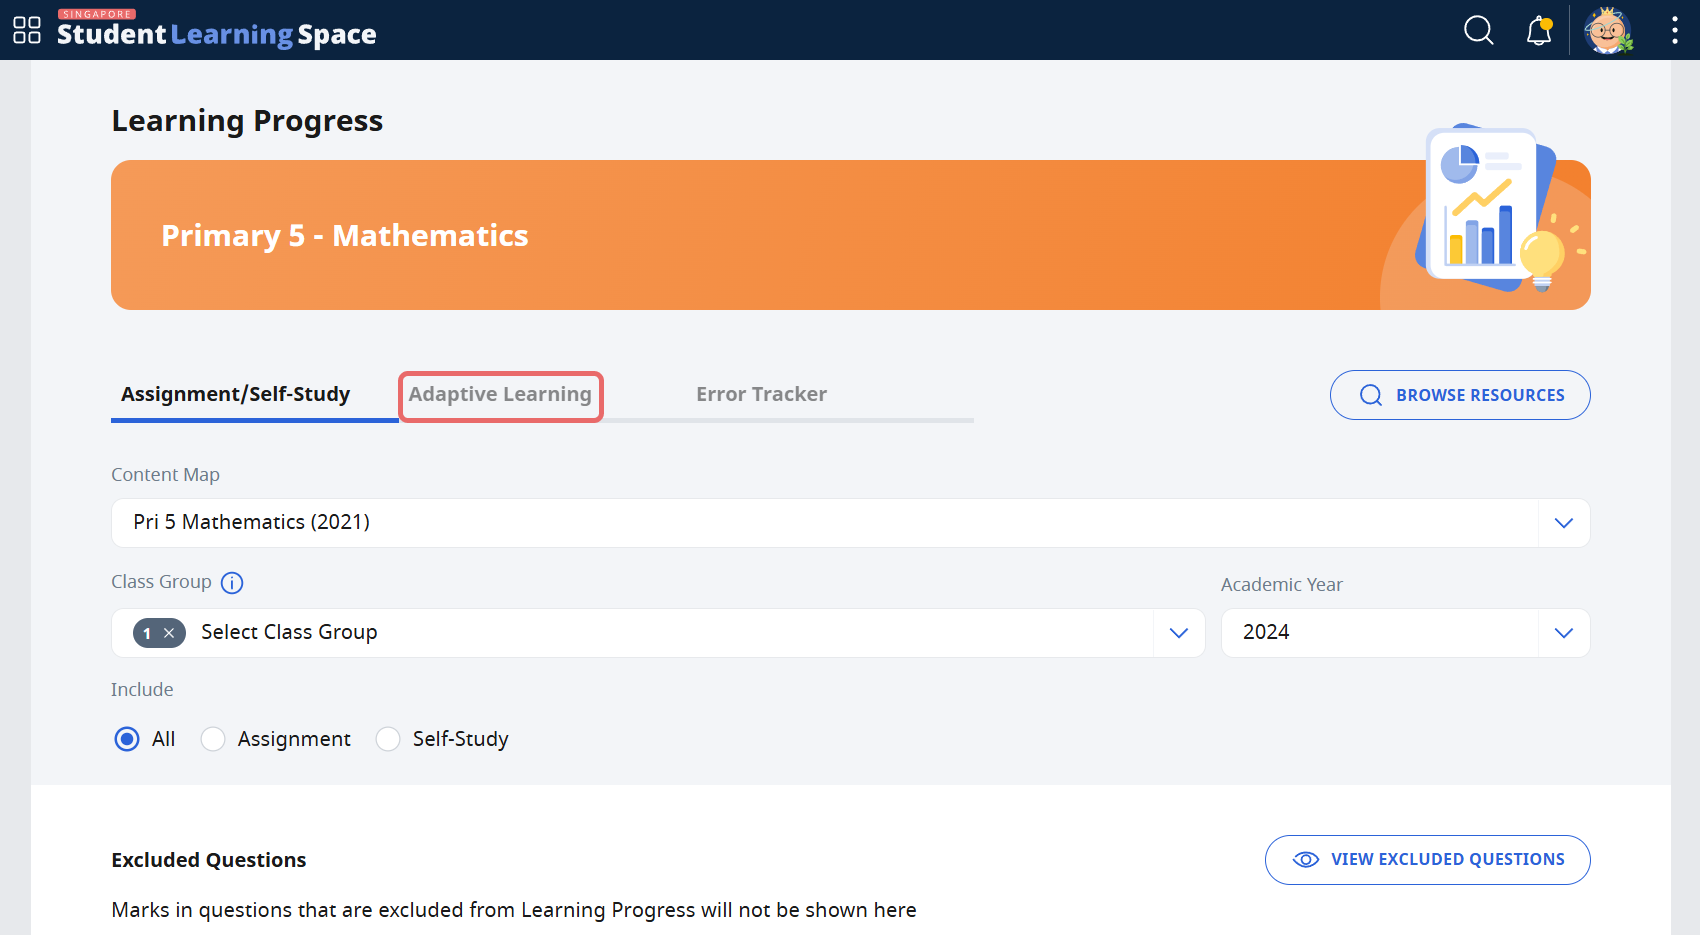 SINGAPORE
Student Learning Space
Learning Progress
Primary 5 - Mathematics
Assignment/Self-Study
Adaptive Learning
Error Tracker
BROWSE RESOURCES
Content Map
Pri 5 Mathematics (2021)
Class Group
Academic Year
1 Select Class Group
2024
Include
All
Assignment
Self-Study
Excluded Questions
VIEW EXCLUDED QUESTIONS
Marks in questions that are excluded from Learning Progress will not be shown here